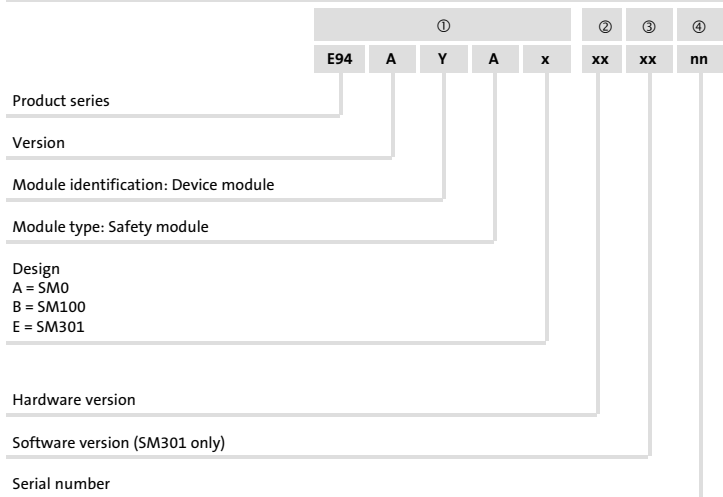 ① ② ③ ④
E94 A Y A x xx xx nn
Product series
Version
Module identification: Device module
Module type: Safety module
Design
A = SM0
B = SM100
E = SM301
Hardware version
Software version (SM301 only)
Serial number